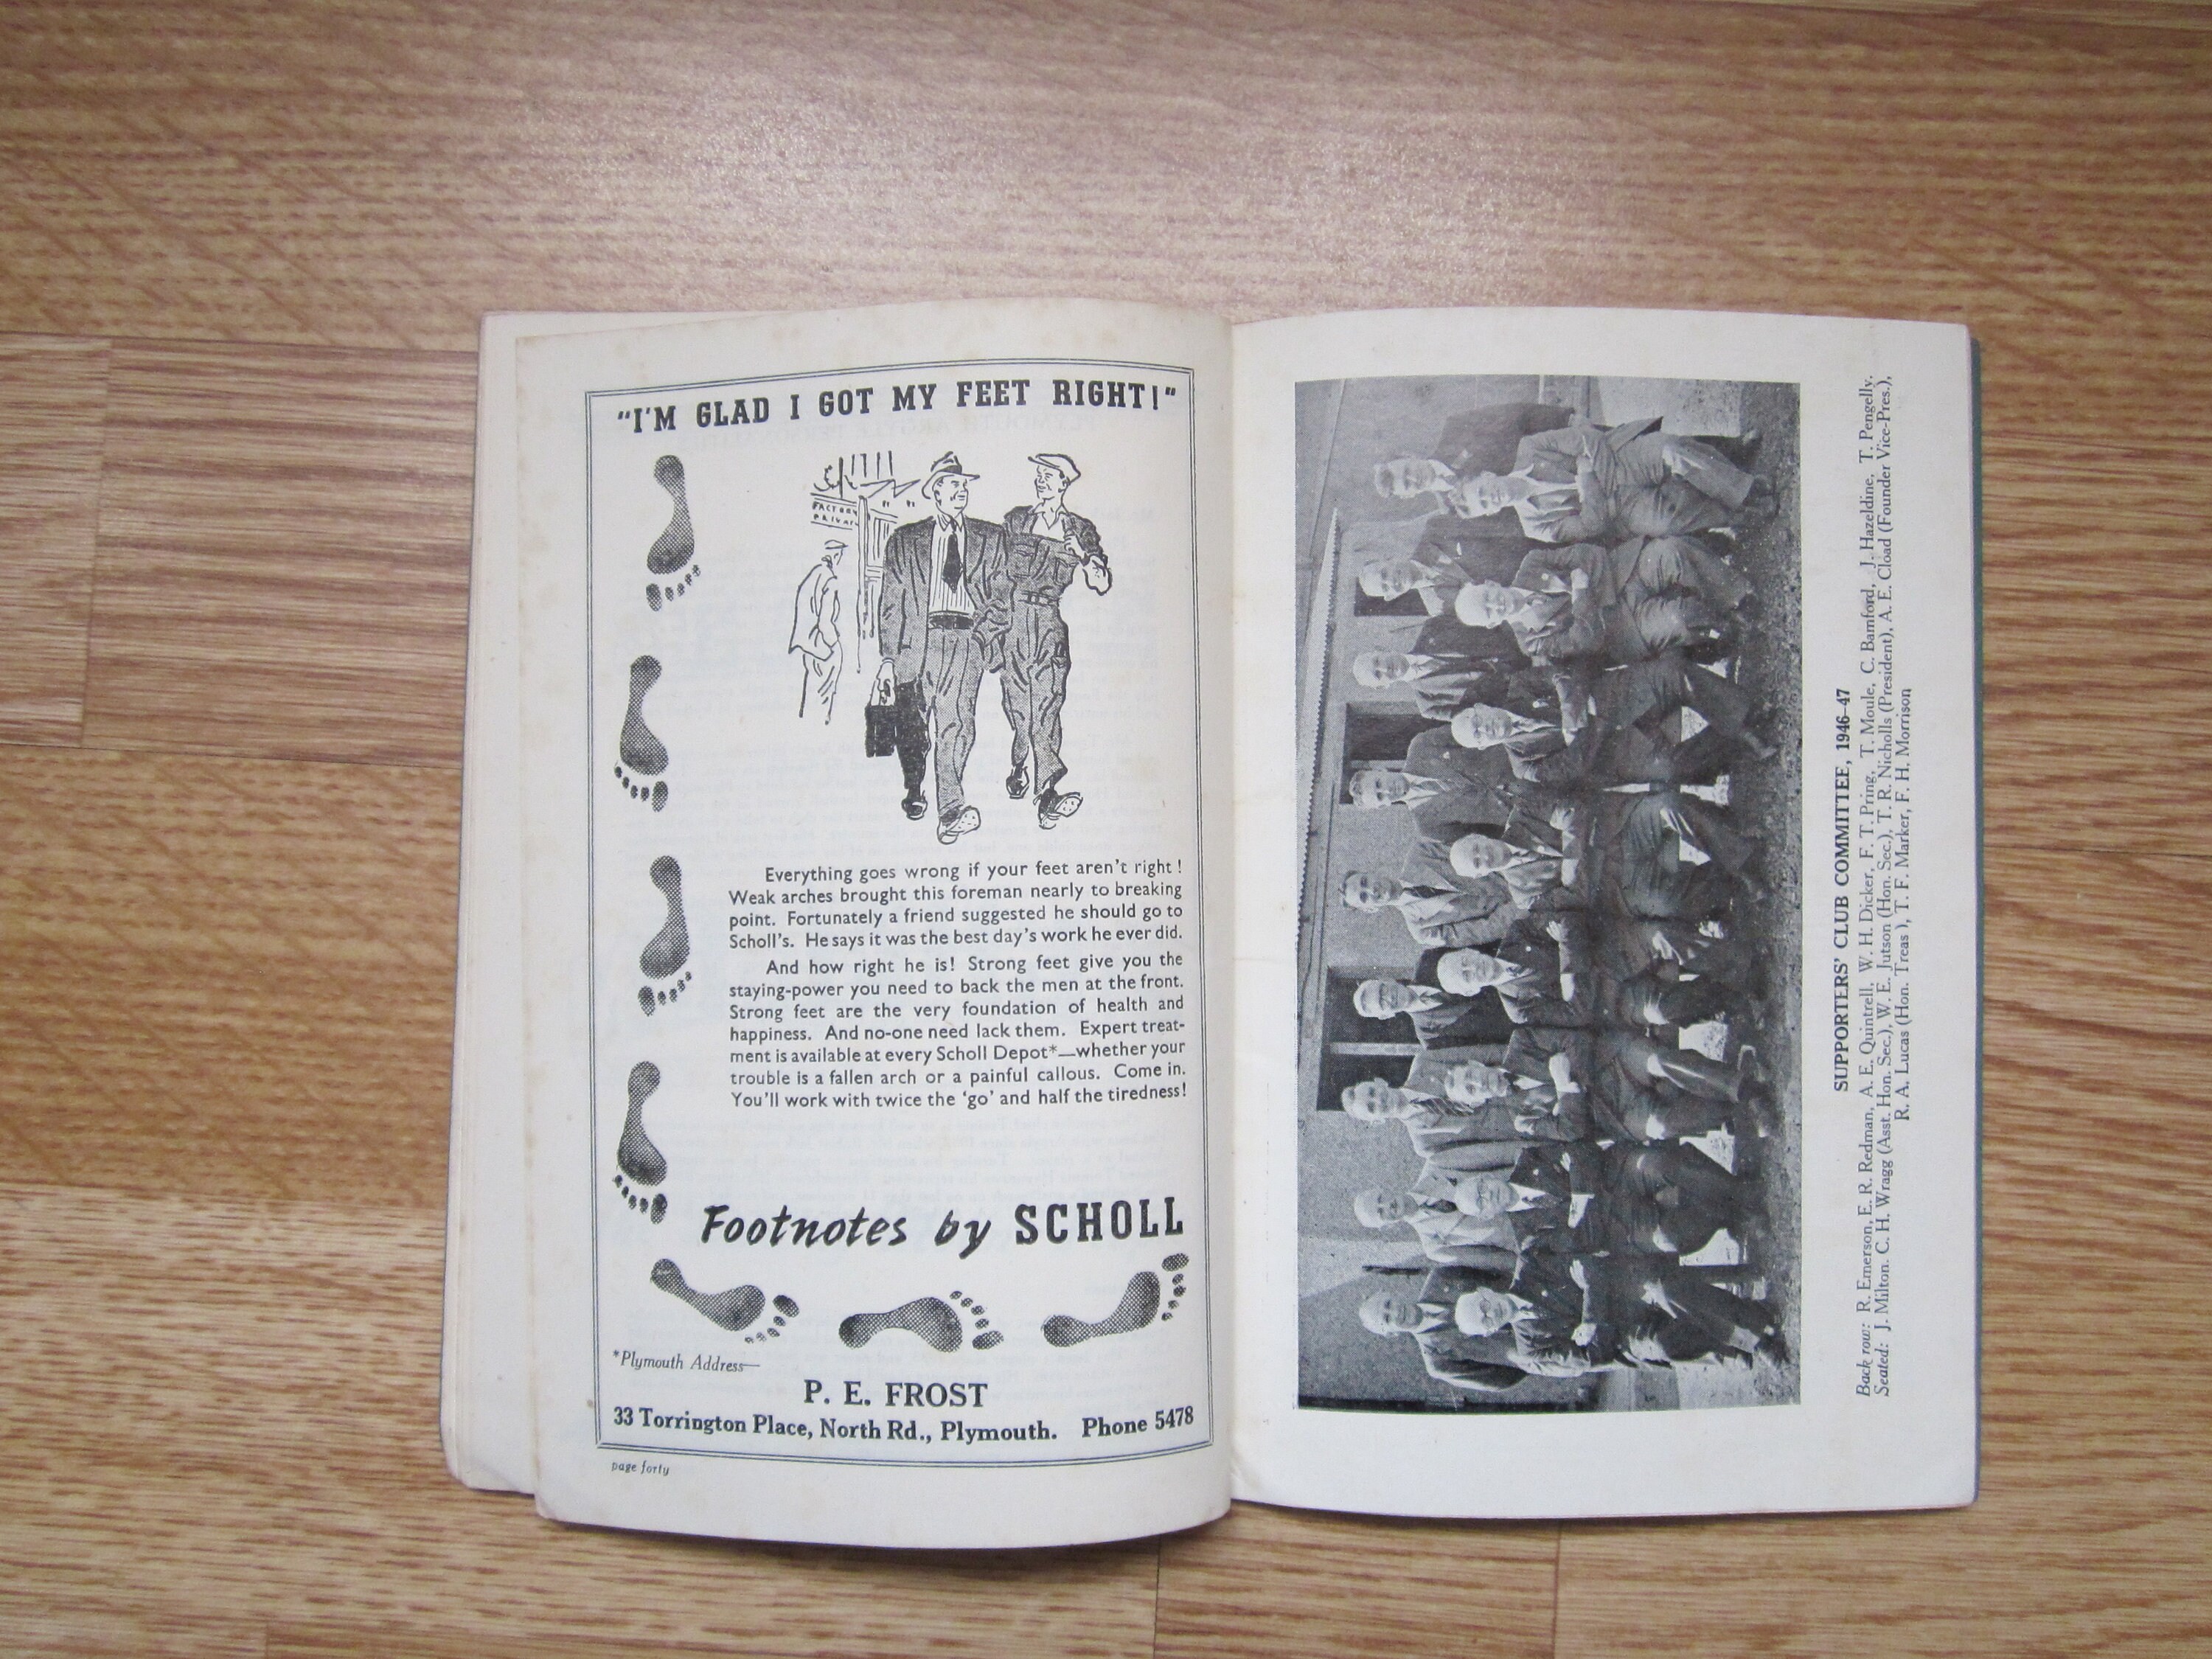 "I'M GLAD I GOT MY FEET RIGHT!"
FACTORY
PRIVATE
Everything goes wrong if your feet aren't right!
Weak arches brought this foreman nearly to breaking
point. Fortunately a friend suggested he should go to
Scholl's. He says it was the best day's work he ever did.
And how right he is! Strong feet give you the
staying-power you need to back the men at the front.
Strong feet are the very foundation of health and
happiness. And no-one need lack them. Expert treat-
ment is available at every Scholl Depot*—whether your
trouble is a fallen arch or a painful callous. Come in.
You'll work with twice the 'go' and half the tiredness!
Footnotes by SCHOLL
*Plymouth Address—
P. E. FROST
33 Torrington Place, North Rd., Plymouth. Phone 5478
page forty
SUPPORTERS' CLUB COMMITTEE, 1946-47
Back row: R. Emerson, E. R. Redman, A. E. Quintrell, W. H. Dicker, F. T. Pring, T. Moule, C. Bamford, J. Hazeldine, T. Pengelly.
Seated: J. Milton. C. H. Wragg (Asst. Hon. Sec.), W. E. Jutson (Hon. Sec.), T. R. Nicholls (President), A. E. Cload (Founder Vice-Pres.),
R. A. Lucas (Hon. Treas ), T. F. Marker, F. H. Morrison